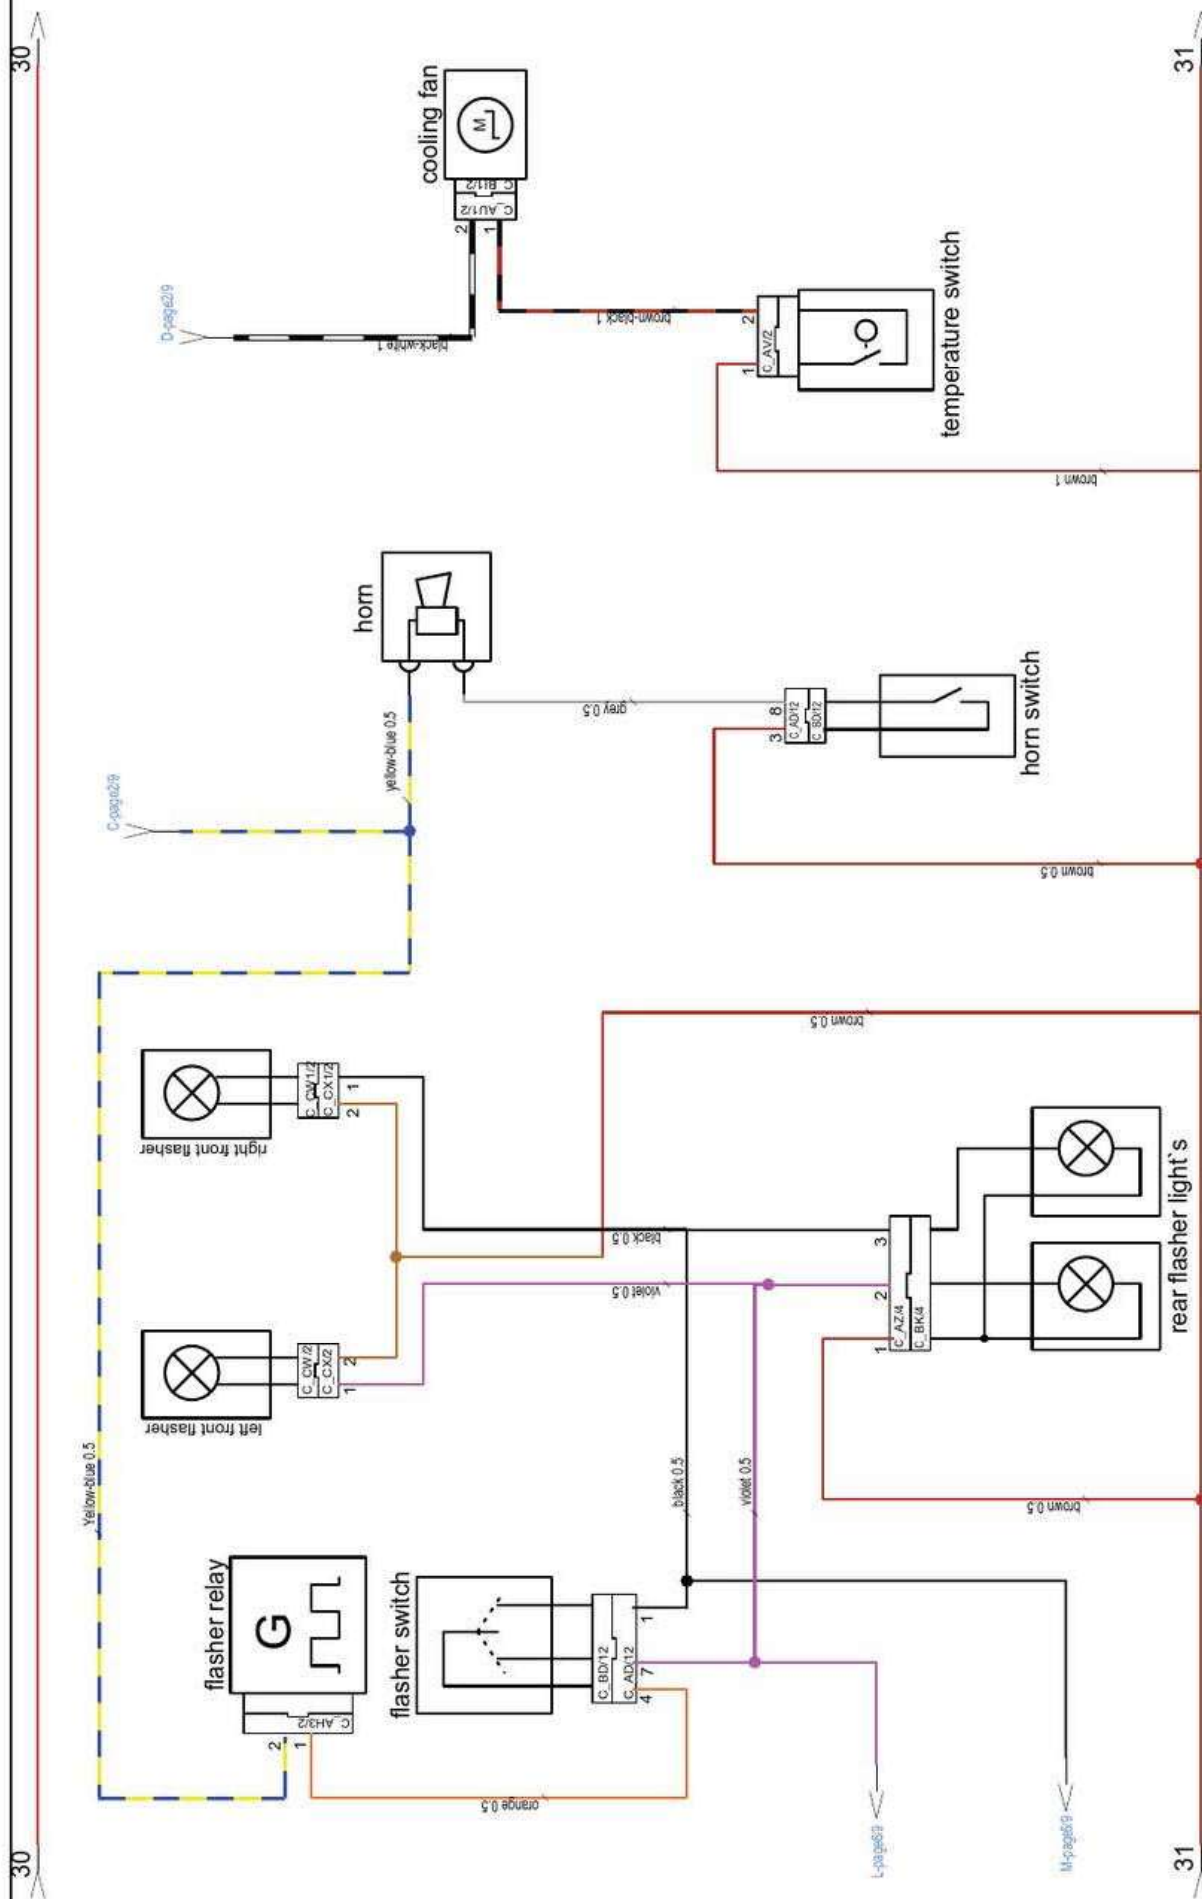 30
30
D-page2/9
cooling fan
M
C_BI1/2
C_AU1/2
2
1
black-white 1
brown-black 1
2
1
C_AV/2
temperature switch
brown 1
31
horn
yellow-blue 0.5
C-page2/9
grey 0.5
8
3
C_AD/12
C_BD/12
horn switch
brown 0.5
right front flasher
C_CW1/2
C_CX1/2
1
2
brown 0.5
black 0.5
violet 0.5
left front flasher
C_CW/2
C_CX/2
2
1
3
2
1
C_AZ/4
C_BK/4
rear flasher light`s
brown 0.5
Yellow-blue 0.5
flasher relay
G
C_AH3/2
2
1
orange 0.5
flasher switch
C_BD/12
C_AD/12
1
7
4
black 0.5
violet 0.5
L-page6/9
M-page6/9
31